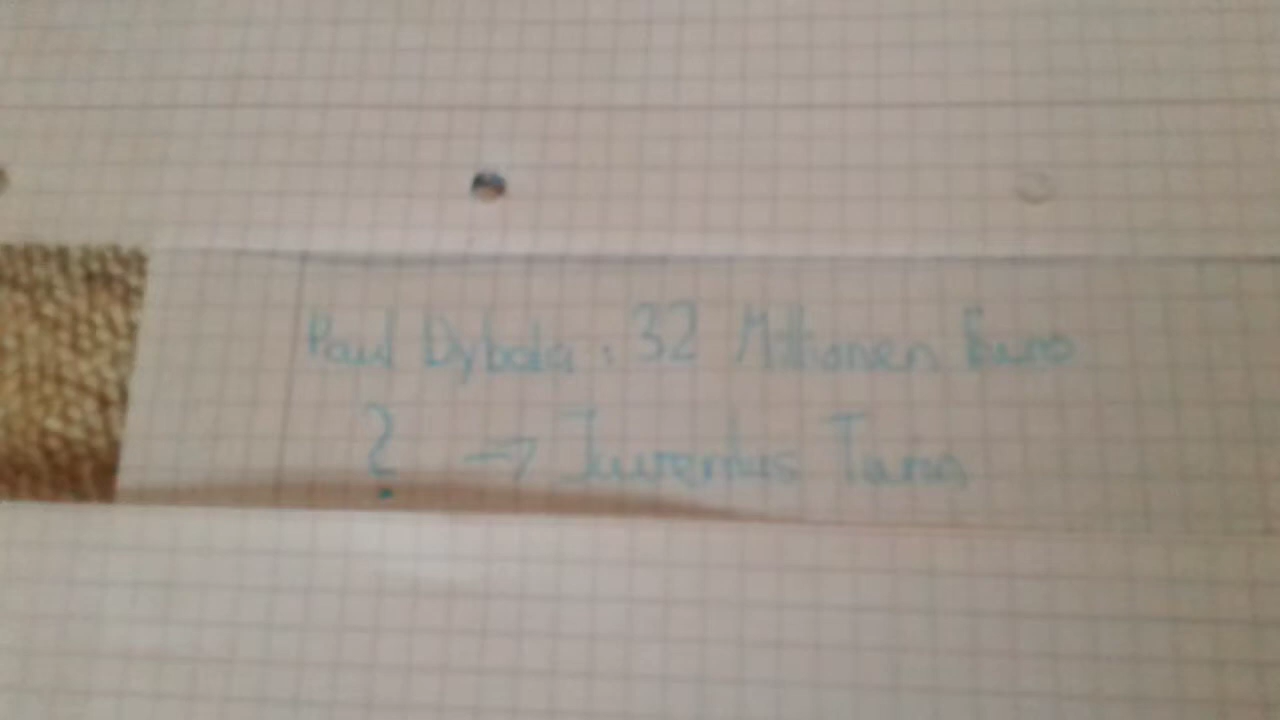 Paul Dybala : 32 Millionen Euro
? → Juventus Turin